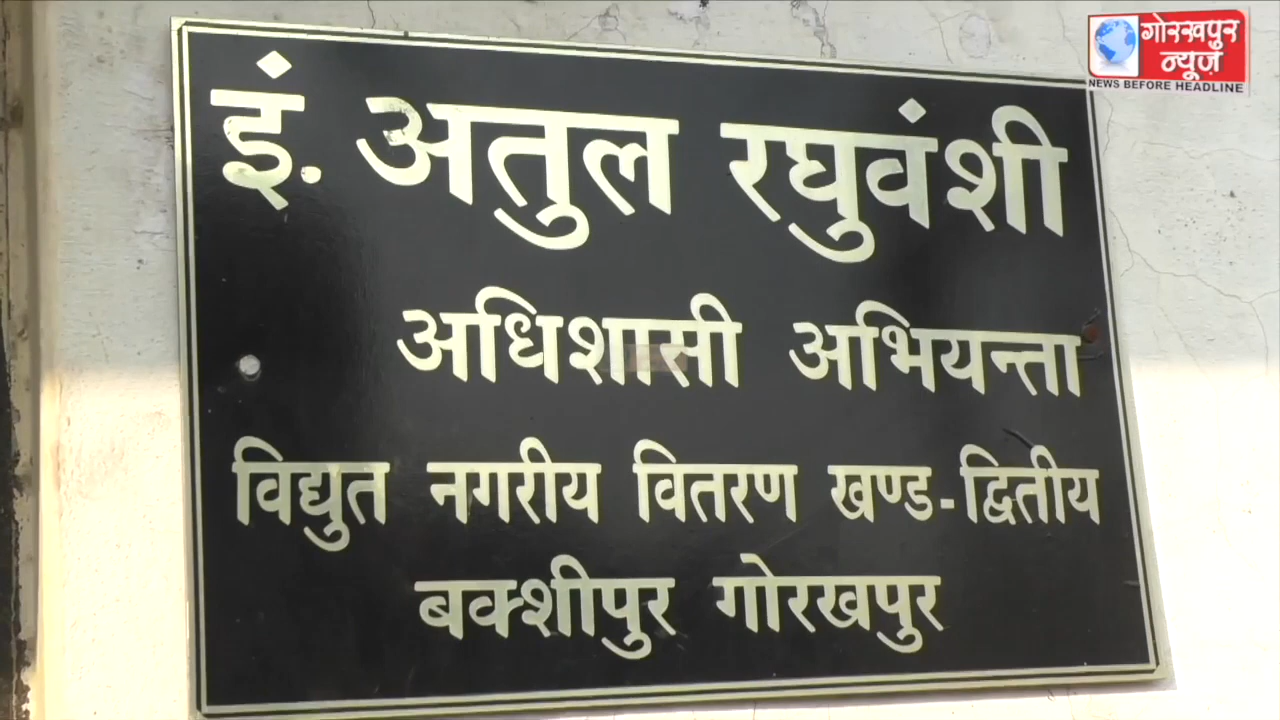 गोरखपुर
न्यूज़
NEWS BEFORE HEADLINE
इं. अतुल रघुवंशी
अधिशासी अभियन्ता
विद्युत नगरीय वितरण खण्ड-द्वितीय
बक्शीपुर गोरखपुर